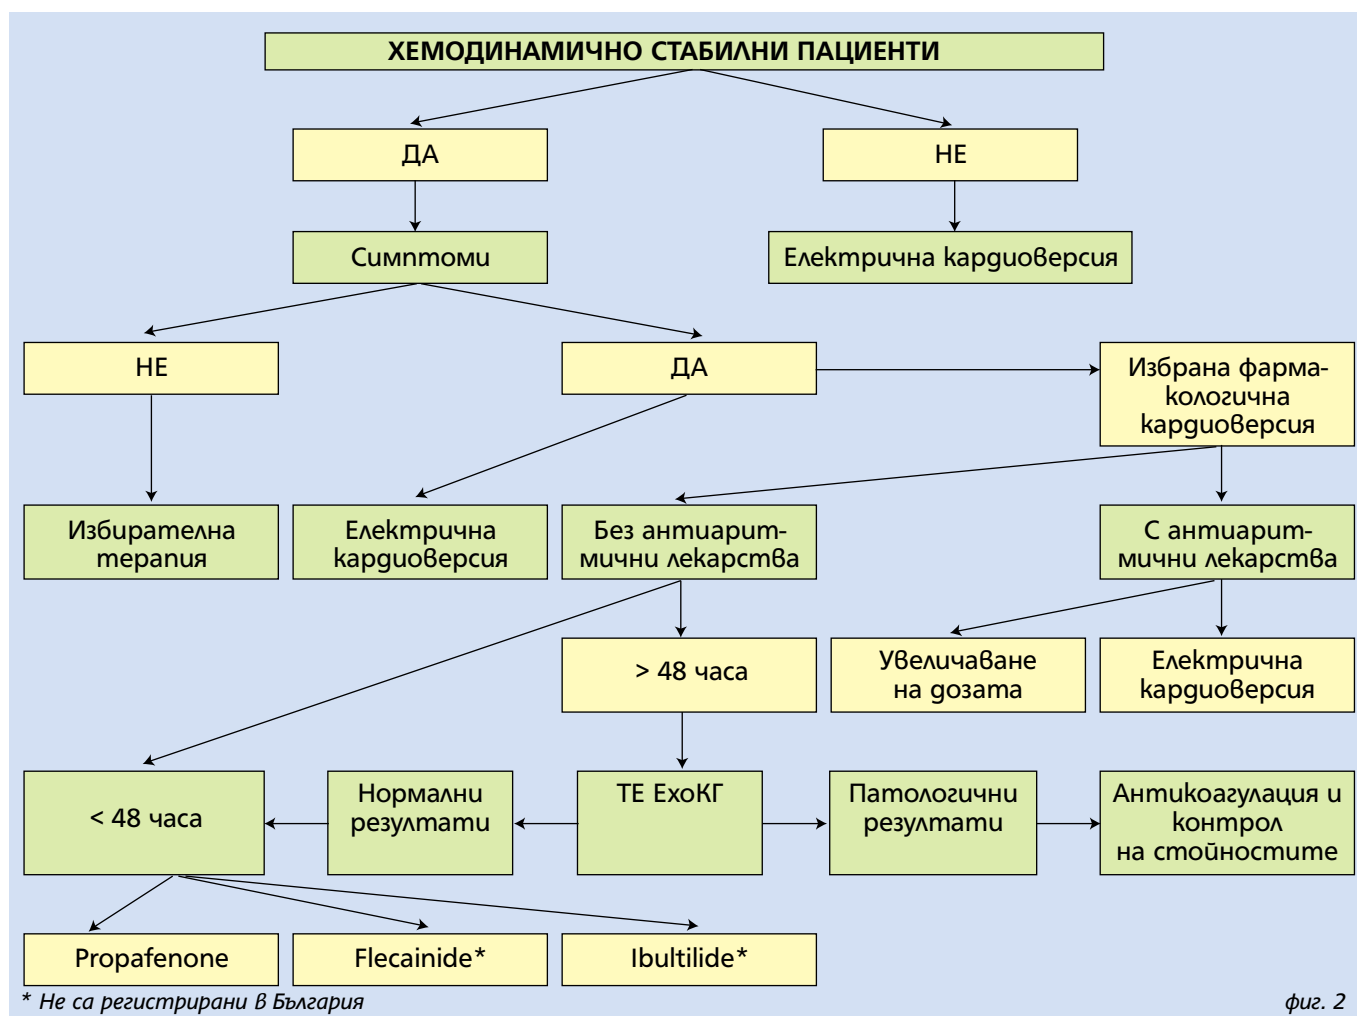 ХЕМОДИНАМИЧНО СТАБИЛНИ ПАЦИЕНТИ
ДА
НЕ
Симптоми
Електрична кардиоверсия
НЕ
ДА
Избрана фарма-
кологична
кардиоверсия
Избирателна
терапия
Електрична
кардиоверсия
Без антиарит-
мични лекарства
С антиарит-
мични лекарства
> 48 часа
Увеличаване
на дозата
Електрична
кардиоверсия
< 48 часа
Нормални
резултати
ТЕ ЕхоКГ
Патологични
резултати
Антикоагулация и
контрол
на стойностите
Propafenone
Flecainide*
Ibultilide*
* Не са регистрирани в България
фиг. 2